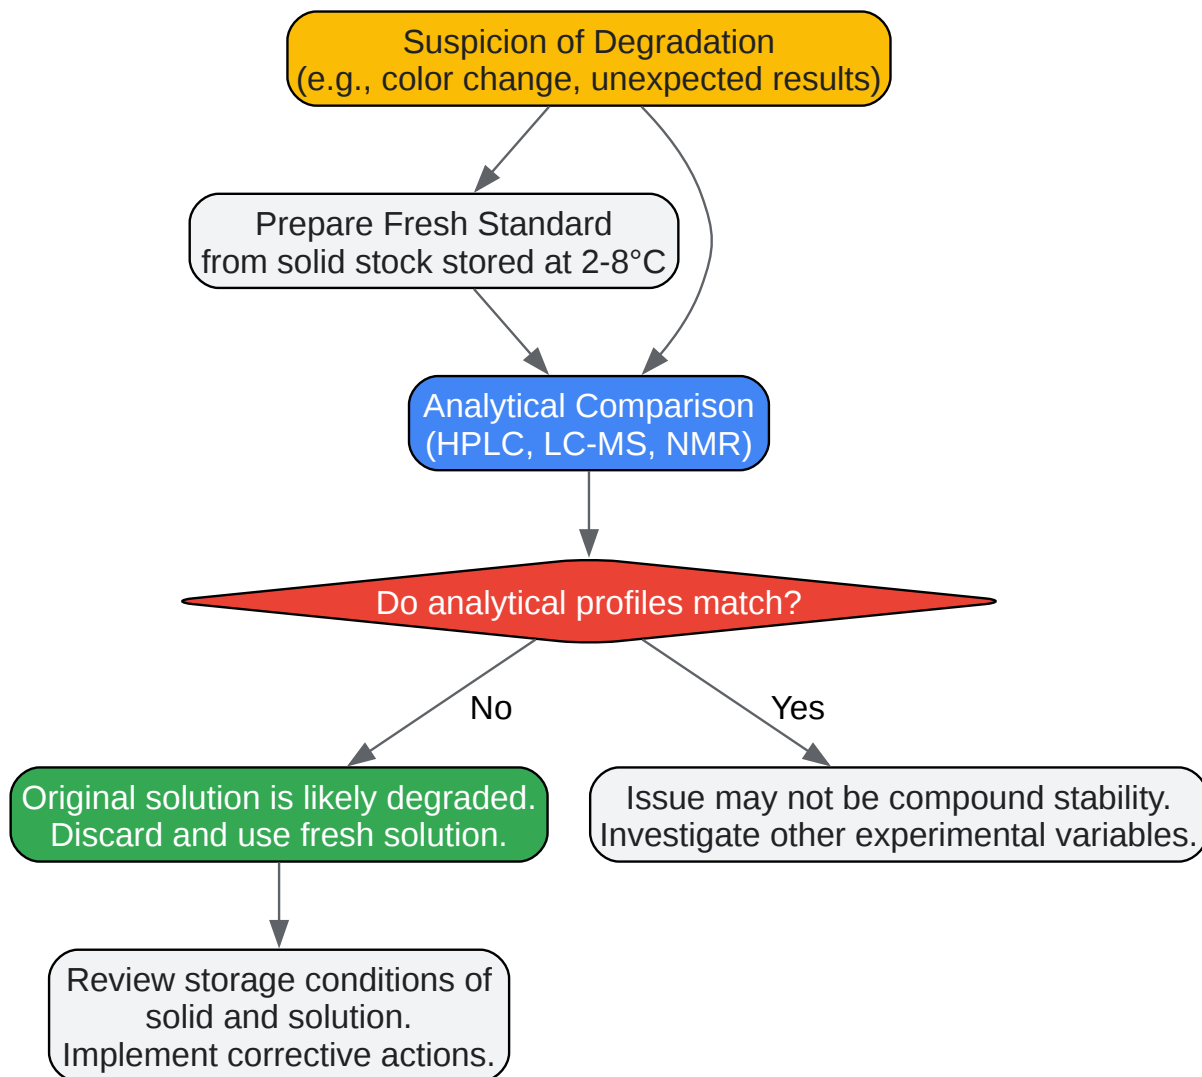 Suspicion of Degradation
(e.g., color change, unexpected results)
Prepare Fresh Standard
from solid stock stored at 2-8°C
Analytical Comparison
(HPLC, LC-MS, NMR)
Do analytical profiles match?
No
Yes
Original solution is likely degraded.
Discard and use fresh solution.
Issue may not be compound stability.
Investigate other experimental variables.
Review storage conditions of
solid and solution.
Implement corrective actions.